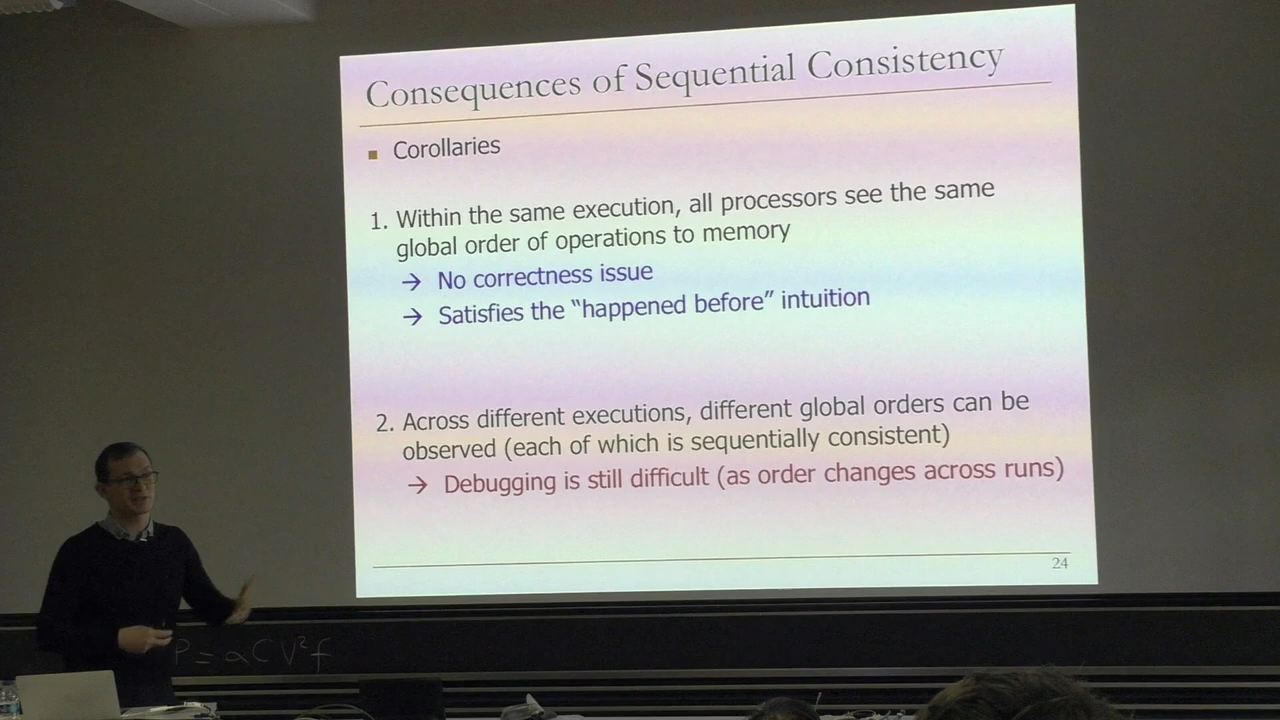 Consequences of Sequential Consistency
■ Corollaries
1. Within the same execution, all processors see the same
global order of operations to memory
→ No correctness issue
→ Satisfies the “happened before” intuition
2. Across different executions, different global orders can be
observed (each of which is sequentially consistent)
→ Debugging is still difficult (as order changes across runs)
24
P = αCV²f